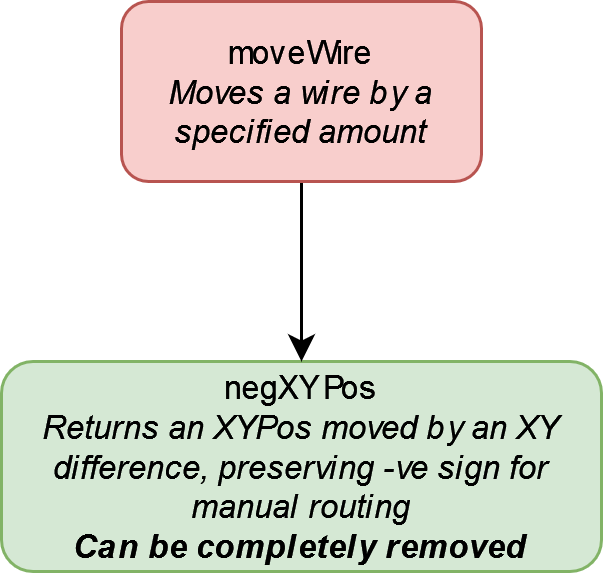 moveWire
Moves a wire by a
specified amount
negXYPos
Returns an XYPos moved by an XY
difference, preserving -ve sign for
manual routing
Can be completely removed